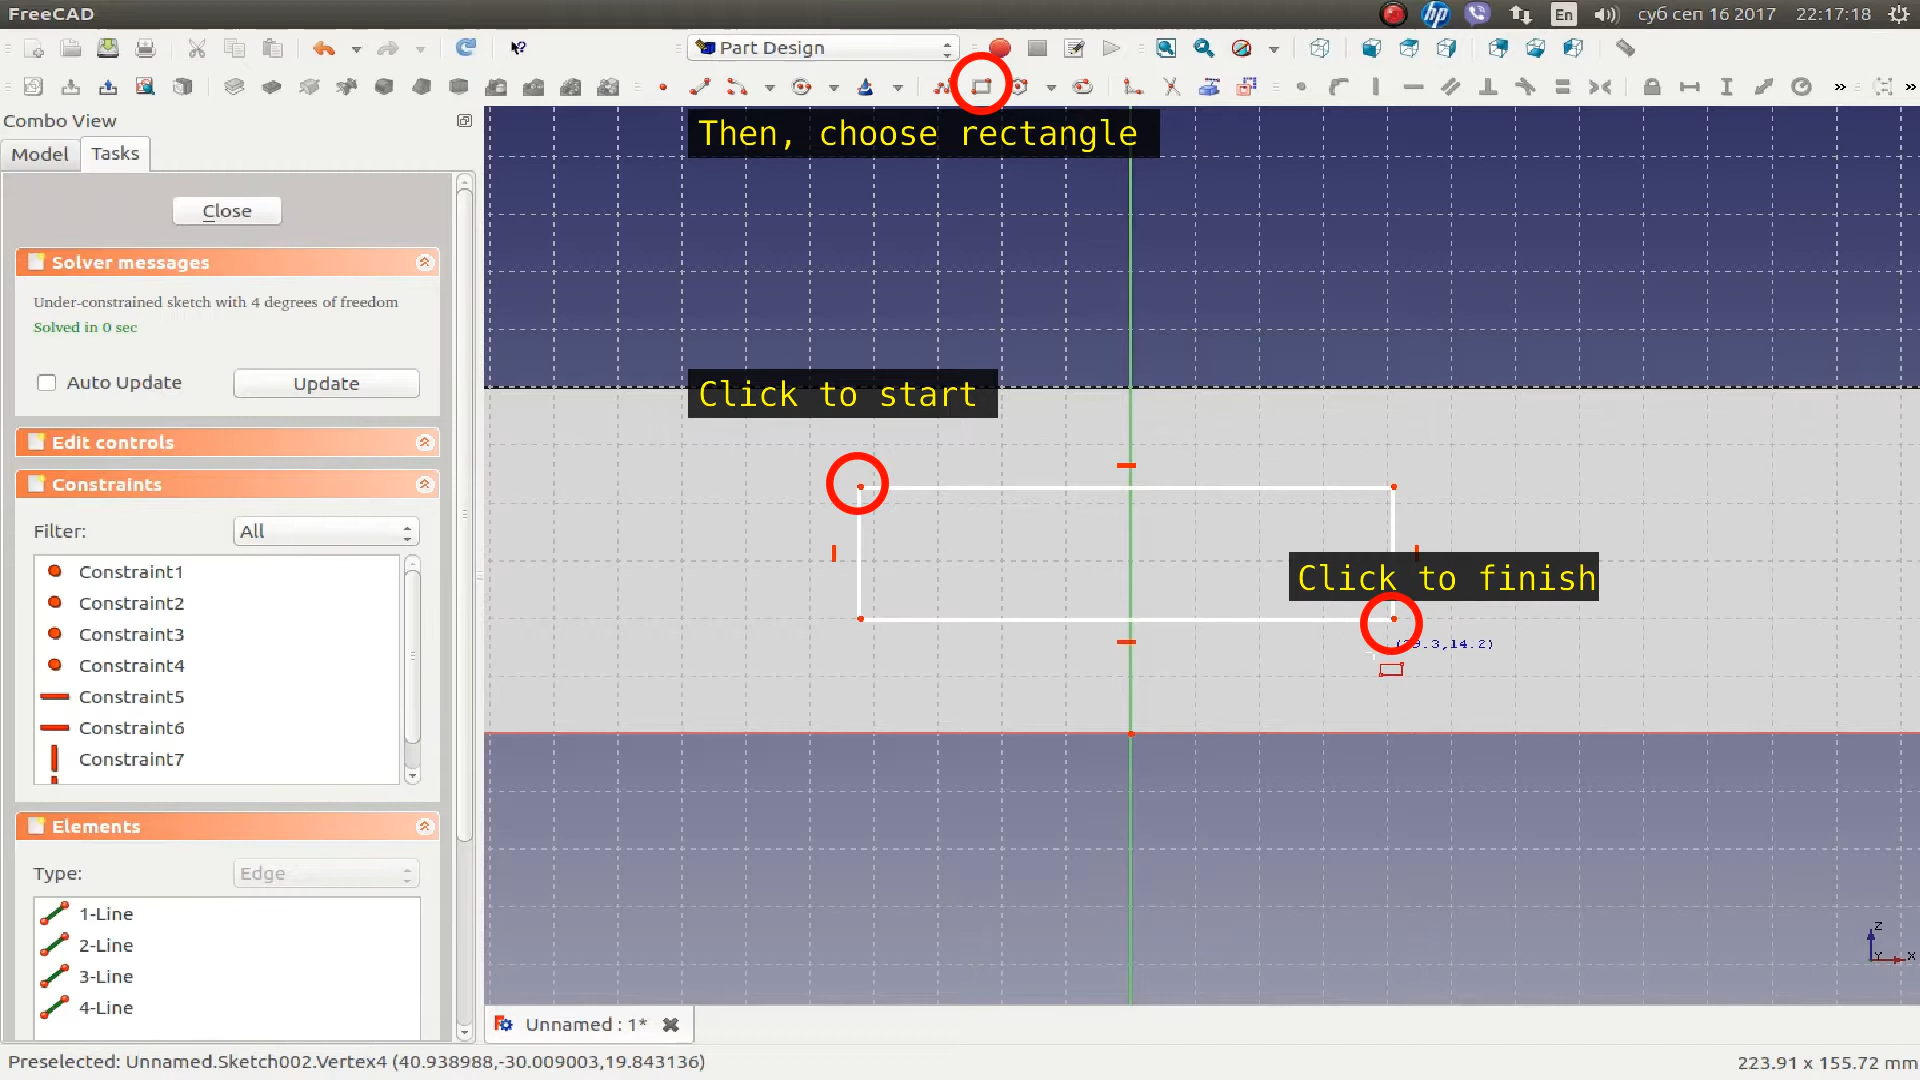 FreeCAD
En
суб сеп 16 2017 22:17:18
Part Design
Combo View
Model Tasks
Close
Solver messages
Under-constrained sketch with 4 degrees of freedom
Solved in 0 sec
Auto Update Update
Edit controls
Constraints
Filter: All
Constraint1
Constraint2
Constraint3
Constraint4
Constraint5
Constraint6
Constraint7
Elements
Type: Edge
1-Line
2-Line
3-Line
4-Line
Then, choose rectangle
Click to start
Click to finish
Z
Y X
Unnamed : 1*
Preselected: Unnamed.Sketch002.Vertex4 (40.938988,-30.009003,19.843136)
223.91 x 155.72 mm